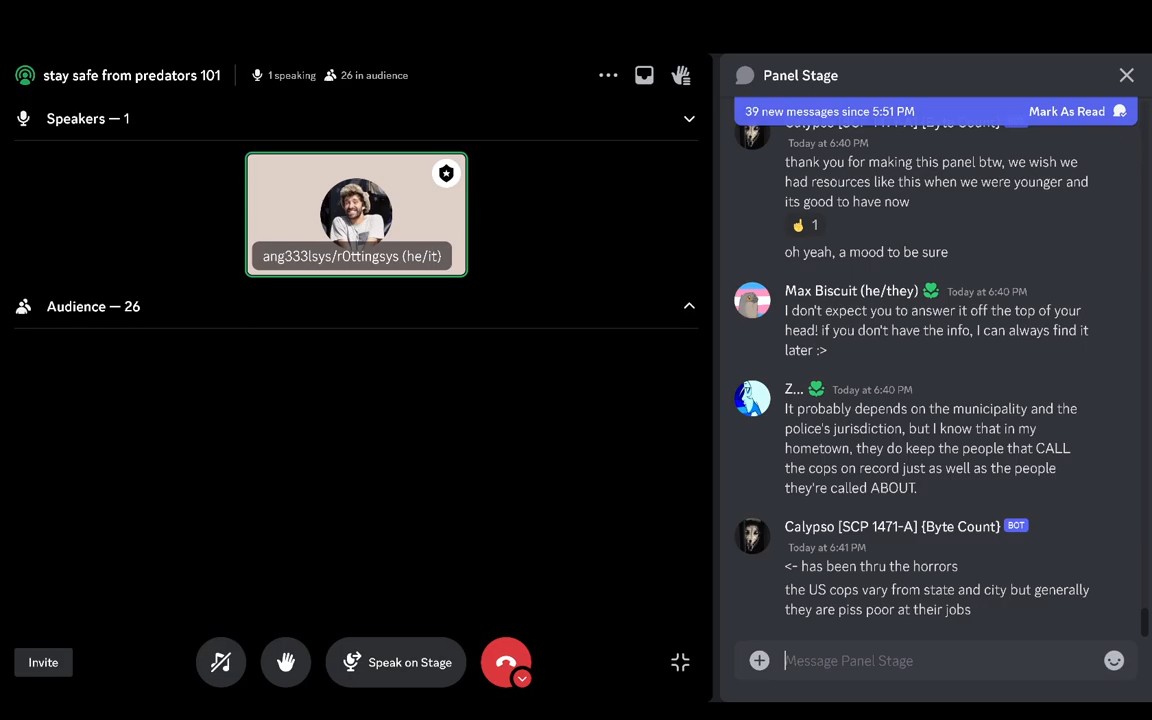 stay safe from predators 101
1 speaking
26 in audience
Speakers — 1
ang333lsys/r0ttingsys (he/it)
Audience — 26
Invite
Speak on Stage
Panel Stage
39 new messages since 5:51 PM
Mark As Read
Calypso [SCP 1471-A] {Byte Count}
Today at 6:40 PM
thank you for making this panel btw, we wish we
had resources like this when we were younger and
its good to have now
1
oh yeah, a mood to be sure
Max Biscuit (he/they) Today at 6:40 PM
I don't expect you to answer it off the top of your
head! if you don't have the info, I can always find it
later :>
Z... Today at 6:40 PM
It probably depends on the municipality and the
police's jurisdiction, but I know that in my
hometown, they do keep the people that CALL
the cops on record just as well as the people
they're called ABOUT.
Calypso [SCP 1471-A] {Byte Count} BOT
Today at 6:41 PM
<- has been thru the horrors
the US cops vary from state and city but generally
they are piss poor at their jobs
Message Panel Stage